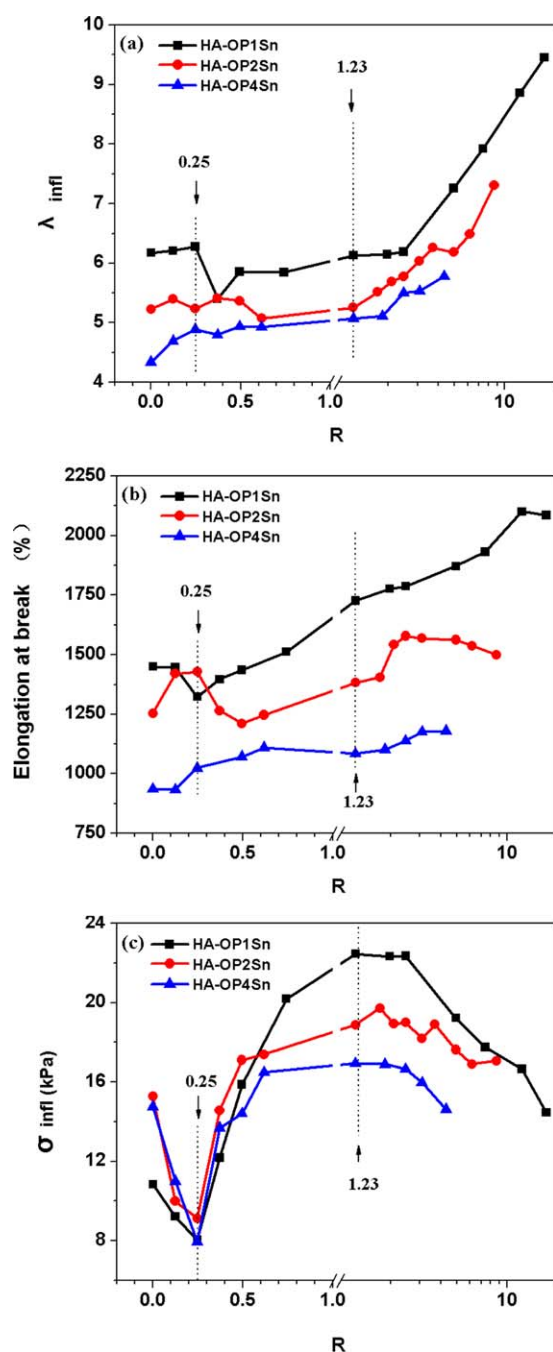 (a)
HA-OP1Sn
HA-OP2Sn
HA-OP4Sn
0.25
1.23
10
9
8
7
6
5
4
λ infl
0.0 0.5 1.0 10
R
(b)
HA-OP1Sn
HA-OP2Sn
HA-OP4Sn
0.25
1.23
2250
2000
1750
1500
1250
1000
750
Elongation at break (%)
0.0 0.5 1.0 10
R
(c)
HA-OP1Sn
HA-OP2Sn
HA-OP4Sn
0.25
1.23
24
20
16
12
8
σ infl (kPa)
0.0 0.5 1.0 10
R